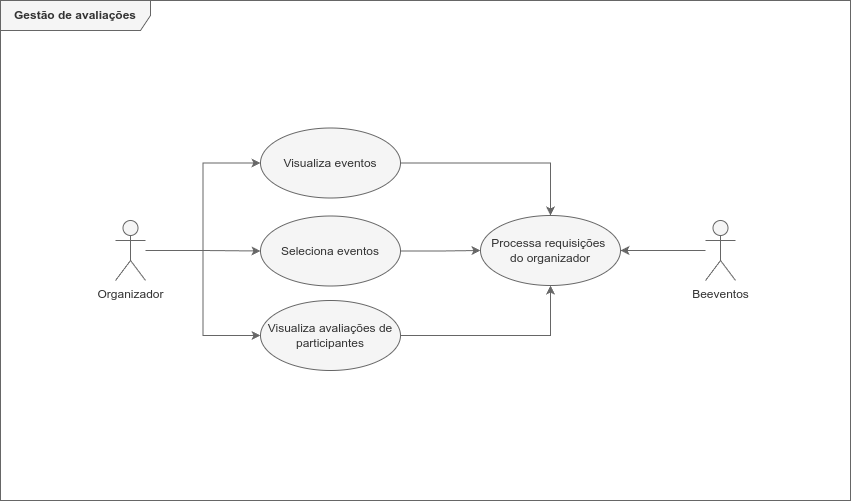 Gestão de avaliações
Visualiza eventos
Seleciona eventos
Processa requisições
do organizador
Organizador
Beeventos
Visualiza avaliações de
participantes